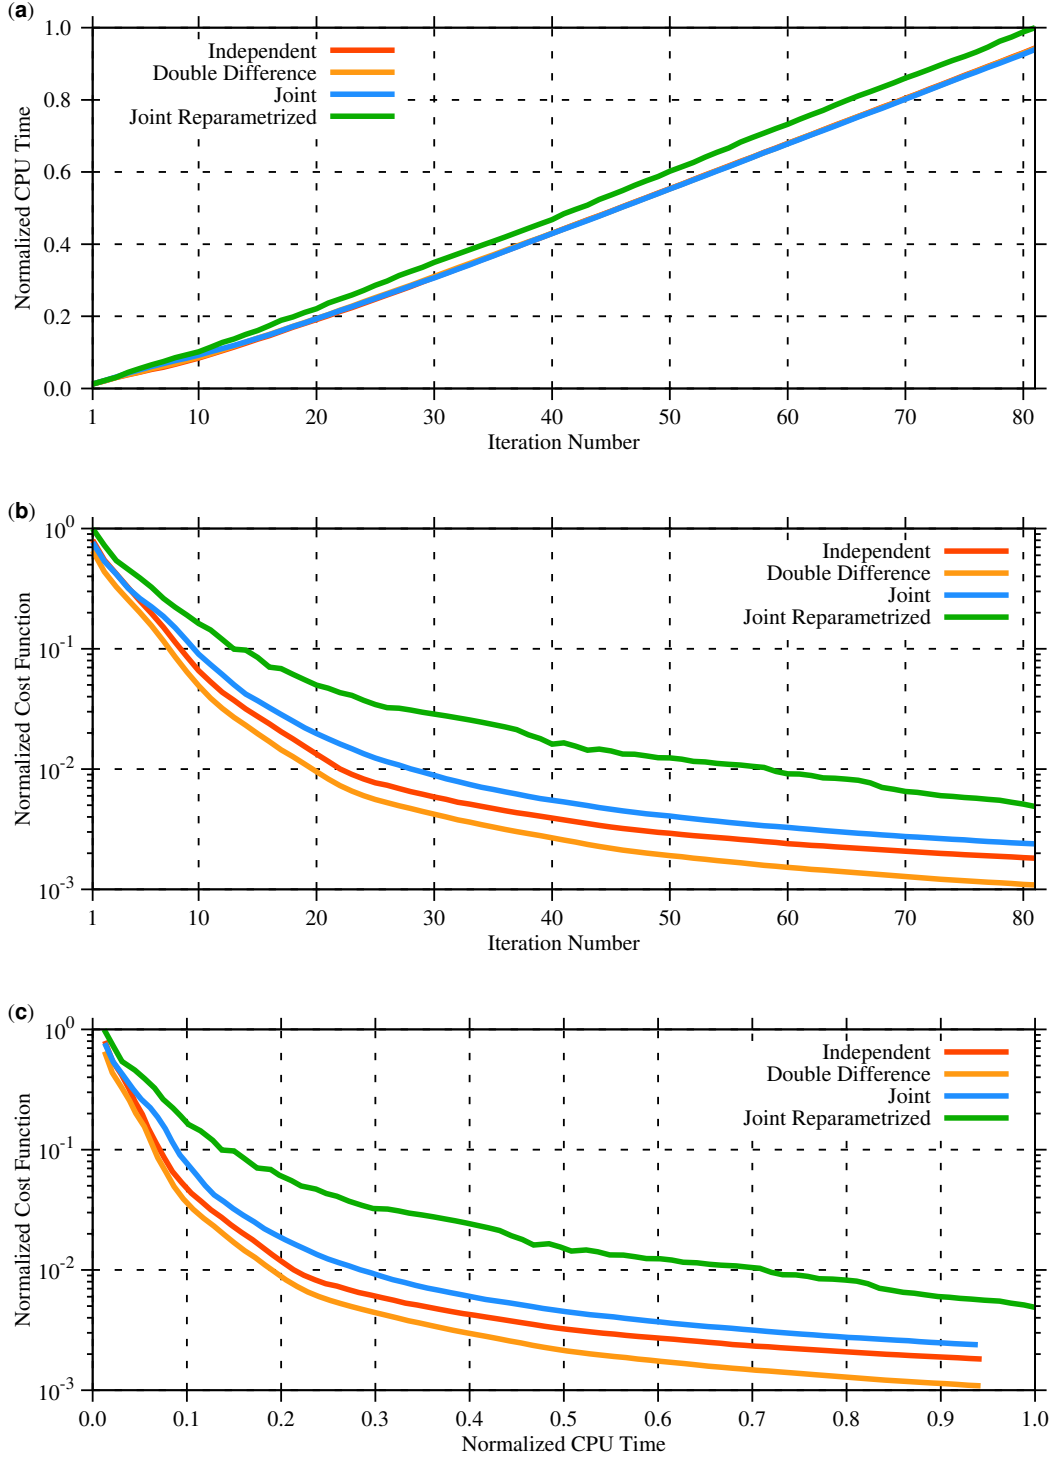 (a)
1.0
0.8
0.6
0.4
0.2
0.0
Normalized CPU Time
Independent
Double Difference
Joint
Joint Reparametrized
1 10 20 30 40 50 60 70 80
Iteration Number
(b)
10^0
10^-1
10^-2
10^-3
Normalized Cost Function
Independent
Double Difference
Joint
Joint Reparametrized
1 10 20 30 40 50 60 70 80
Iteration Number
(c)
10^0
10^-1
10^-2
10^-3
Normalized Cost Function
Independent
Double Difference
Joint
Joint Reparametrized
0.0 0.1 0.2 0.3 0.4 0.5 0.6 0.7 0.8 0.9 1.0
Normalized CPU Time